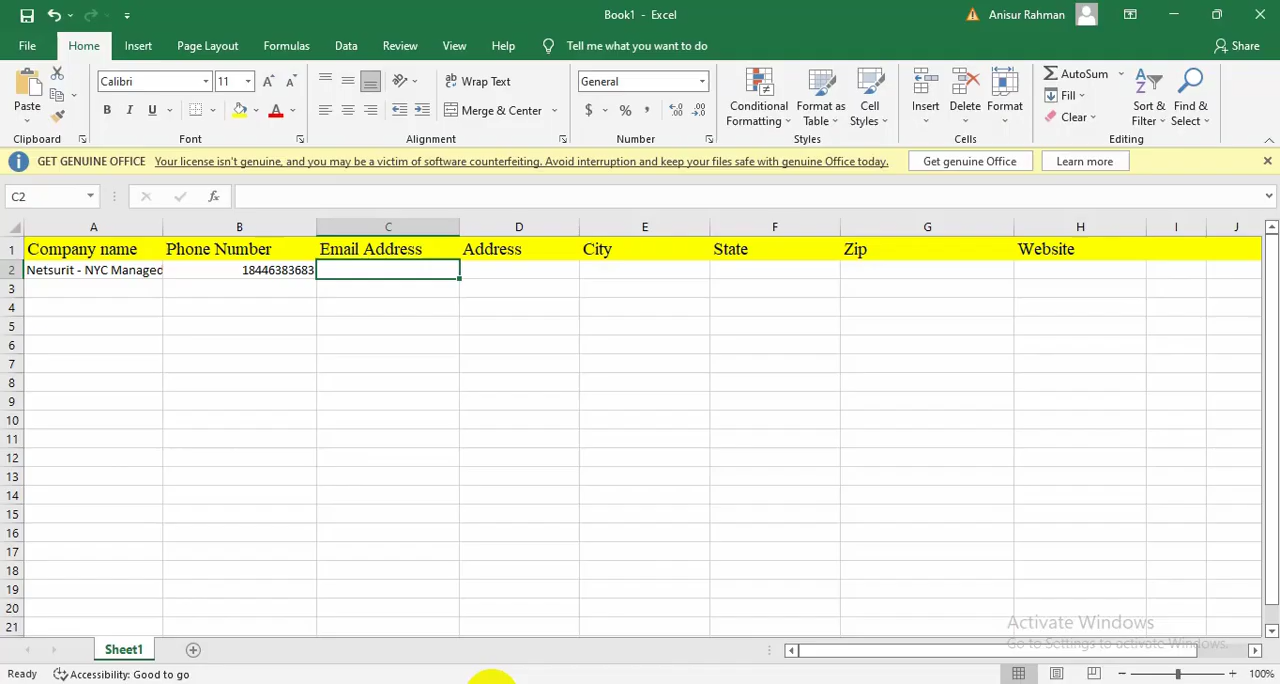 Book1 - Excel
Anisur Rahman
File Home Insert Page Layout Formulas Data Review View Help Tell me what you want to do Share
Calibri 11 Wrap Text General AutoSum
Paste Merge & Center Conditional Formatting Format as Table Cell Styles Insert Delete Format Fill Clear Sort & Filter Find & Select
B I U A $ %
Clipboard Font Alignment Number Styles Cells Editing
GET GENUINE OFFICE Your license isn't genuine, and you may be a victim of software counterfeiting. Avoid interruption and keep your files safe with genuine Office today. Get genuine Office Learn more
C2 fx
A B C D E F G H I J
1 Company name Phone Number Email Address Address City State Zip Website
2 Netsurit - NYC Managed 18446383683
3
4
5
6
7
8
9
10
11
12
13
14
15
16
17
18
19
20
21
Activate Windows
Go to Settings to activate Windows.
Sheet1
Ready Accessibility: Good to go 100%